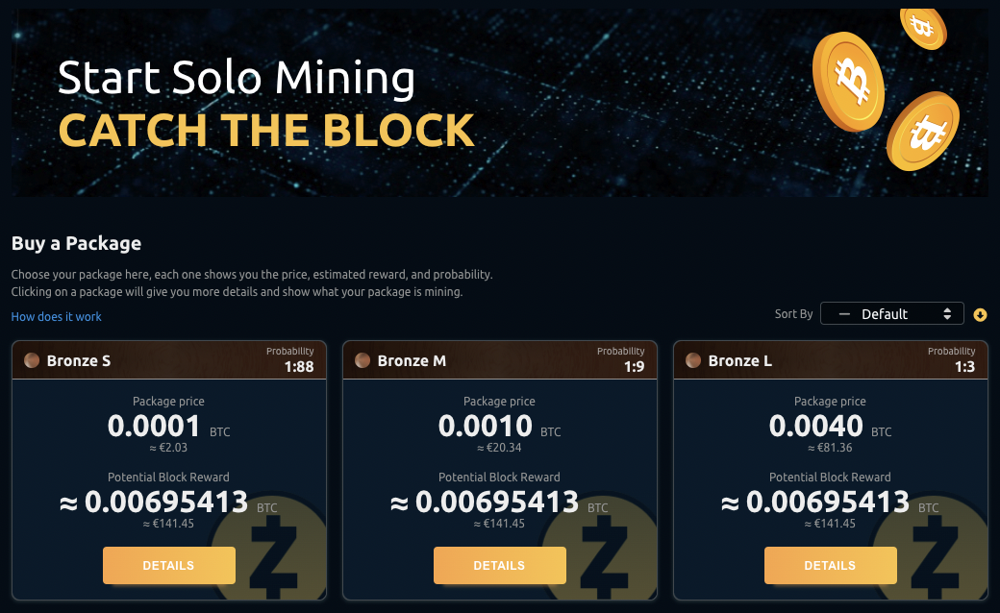 Start Solo Mining
CATCH THE BLOCK
Buy a Package
Choose your package here, each one shows you the price, estimated reward, and probability.
Clicking on a package will give you more details and show what your package is mining.
How does it work
Sort By — Default
Bronze S
Probability
1:88
Package price
0.0001 BTC
≈ €2.03
Potential Block Reward
≈ 0.00695413 BTC
≈ €141.45
DETAILS
Bronze M
Probability
1:9
Package price
0.0010 BTC
≈ €20.34
Potential Block Reward
≈ 0.00695413 BTC
≈ €141.45
DETAILS
Bronze L
Probability
1:3
Package price
0.0040 BTC
≈ €81.36
Potential Block Reward
≈ 0.00695413 BTC
≈ €141.45
DETAILS